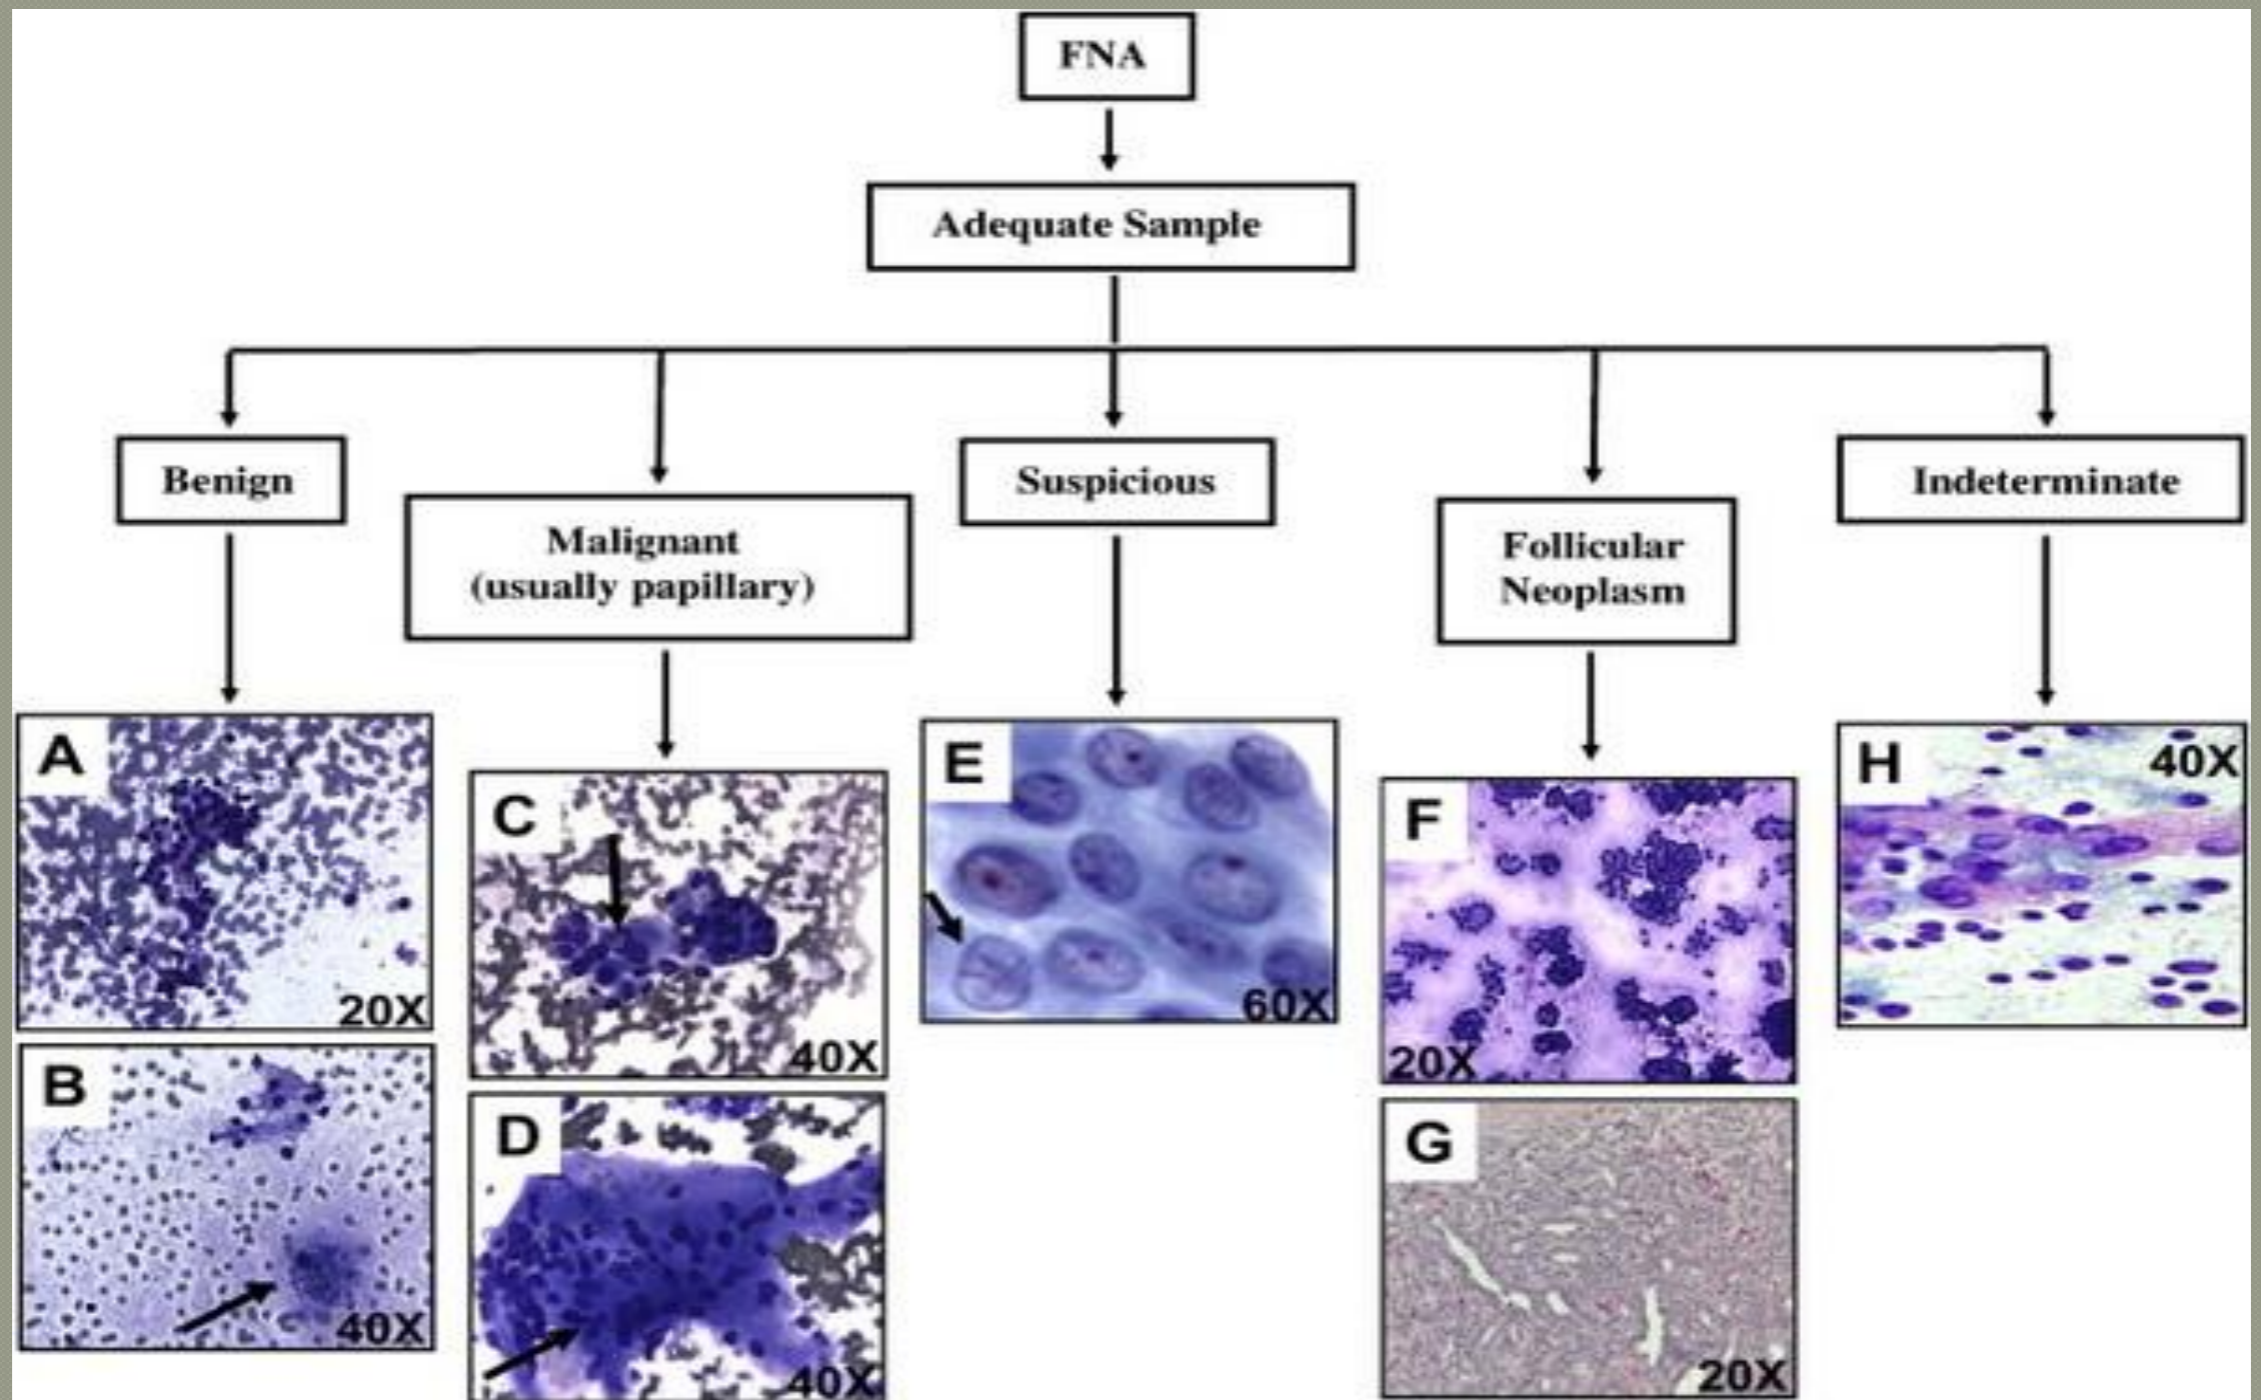 FNA
Adequate Sample
Benign
Malignant
(usually papillary)
Suspicious
Follicular
Neoplasm
Indeterminate
A
20X
B
40X
C
40X
D
40X
E
60X
F
20X
G
20X
H
40X